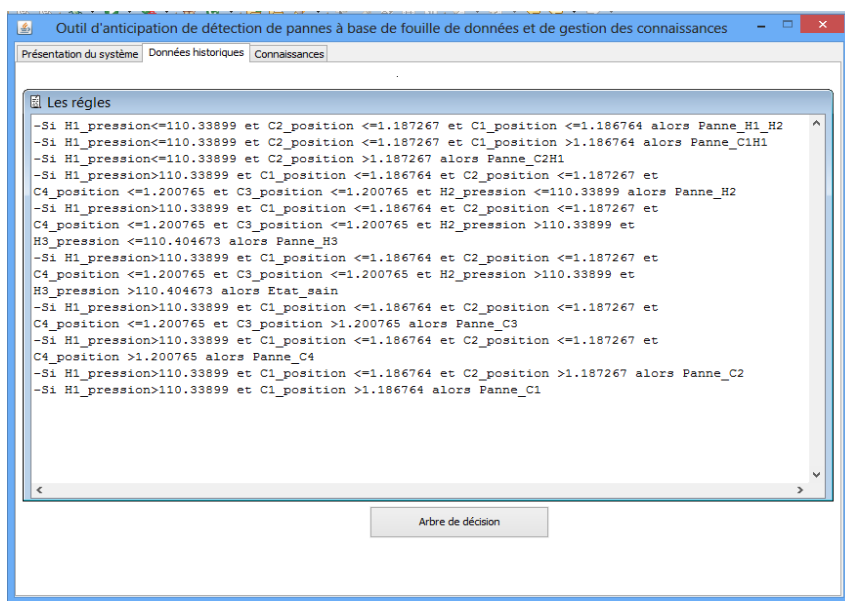 Outil d'anticipation de détection de pannes à base de fouille de données et de gestion des connaissances
Présentation du système Données historiques Connaissances
Les régles
-Si H1_pression<=110.33899 et C2_position <=1.187267 et C1_position <=1.186764 alors Panne_H1_H2
-Si H1_pression<=110.33899 et C2_position <=1.187267 et C1_position >1.186764 alors Panne_C1H1
-Si H1_pression<=110.33899 et C2_position >1.187267 alors Panne_C2H1
-Si H1_pression>110.33899 et C1_position <=1.186764 et C2_position <=1.187267 et
C4_position <=1.200765 et C3_position <=1.200765 et H2_pression <=110.33899 alors Panne_H2
-Si H1_pression>110.33899 et C1_position <=1.186764 et C2_position <=1.187267 et
C4_position <=1.200765 et C3_position <=1.200765 et H2_pression >110.33899 et
H3_pression <=110.404673 alors Panne_H3
-Si H1_pression>110.33899 et C1_position <=1.186764 et C2_position <=1.187267 et
C4_position <=1.200765 et C3_position <=1.200765 et H2_pression >110.33899 et
H3_pression >110.404673 alors Etat_sain
-Si H1_pression>110.33899 et C1_position <=1.186764 et C2_position <=1.187267 et
C4_position <=1.200765 et C3_position >1.200765 alors Panne_C3
-Si H1_pression>110.33899 et C1_position <=1.186764 et C2_position <=1.187267 et
C4_position >1.200765 alors Panne_C4
-Si H1_pression>110.33899 et C1_position <=1.186764 et C2_position >1.187267 alors Panne_C2
-Si H1_pression>110.33899 et C1_position >1.186764 alors Panne_C1
Arbre de décision